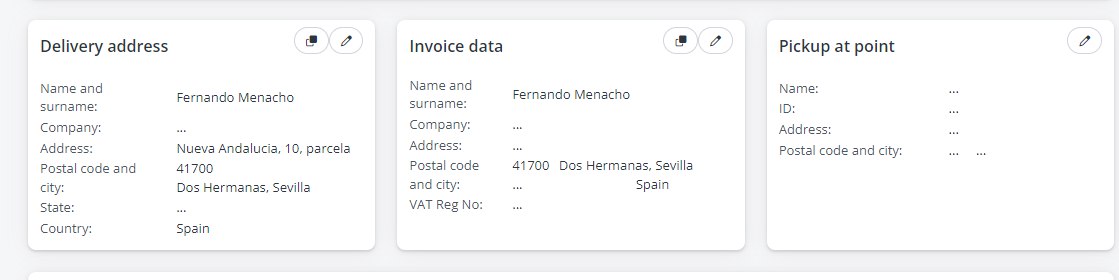 Delivery address
Name and
surname:
Fernando Menacho
Company:
...
Address:
Nueva Andalucia, 10, parcela
Postal code and
city:
41700
Dos Hermanas, Sevilla
State:
...
Country:
Spain
Invoice data
Name and
surname:
Fernando Menacho
Company:
...
Address:
...
Postal code
and city:
41700 Dos Hermanas, Sevilla
... Spain
VAT Reg No:
...
Pickup at point
Name:
...
ID:
...
Address:
...
Postal code and city:
... ...